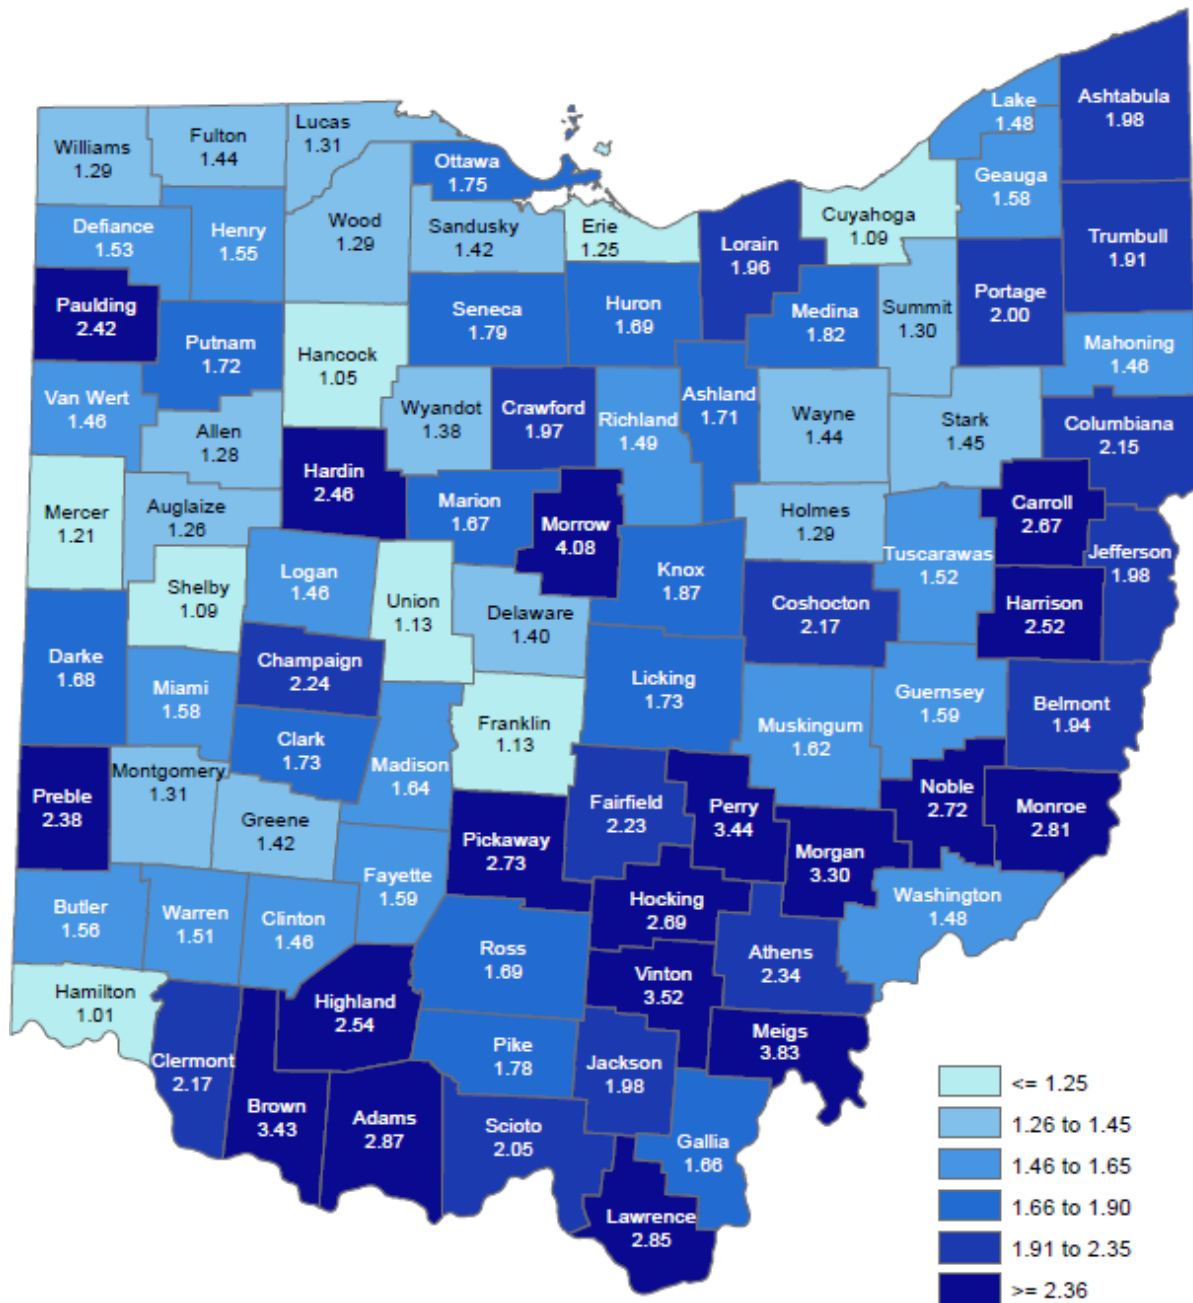 Ashtabula
1.98
Lake
1.48
Williams
1.29
Fulton
1.44
Lucas
1.31
Ottawa
1.75
Geauga
1.58
Defiance
1.53
Henry
1.55
Wood
1.29
Sandusky
1.42
Erie
1.25
Lorain
1.96
Cuyahoga
1.09
Trumbull
1.91
Paulding
2.42
Putnam
1.72
Hancock
1.05
Seneca
1.79
Huron
1.69
Medina
1.82
Summit
1.30
Portage
2.00
Mahoning
1.46
Van Wert
1.46
Allen
1.28
Wyandot
1.38
Crawford
1.97
Richland
1.49
Ashland
1.71
Wayne
1.44
Stark
1.45
Columbiana
2.15
Hardin
2.46
Mercer
1.21
Auglaize
1.26
Marion
1.67
Morrow
4.08
Holmes
1.29
Carroll
2.67
Tuscarawas
1.52
Jefferson
1.98
Shelby
1.09
Logan
1.46
Union
1.13
Delaware
1.40
Knox
1.87
Coshocton
2.17
Harrison
2.52
Darke
1.68
Miami
1.58
Champaign
2.24
Licking
1.73
Guernsey
1.59
Belmont
1.94
Clark
1.73
Madison
1.64
Franklin
1.13
Muskingum
1.62
Preble
2.38
Montgomery
1.31
Greene
1.42
Pickaway
2.73
Fairfield
2.23
Perry
3.44
Morgan
3.30
Noble
2.72
Monroe
2.81
Butler
1.56
Warren
1.51
Clinton
1.46
Fayette
1.59
Ross
1.69
Hocking
2.69
Athens
2.34
Washington
1.48
Hamilton
1.01
Highland
2.54
Vinton
3.52
Meigs
3.83
Clermont
2.17
Brown
3.43
Adams
2.87
Pike
1.78
Scioto
2.05
Jackson
1.98
Gallia
1.66
Lawrence
2.85
<= 1.25
1.26 to 1.45
1.46 to 1.65
1.66 to 1.90
1.91 to 2.35
>= 2.36